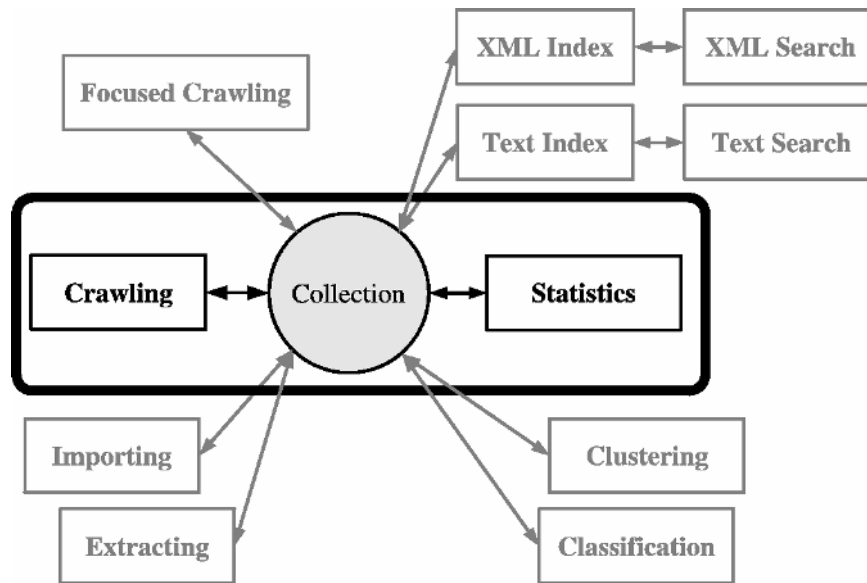 XML Index
XML Search
Focused Crawling
Text Index
Text Search
Crawling
Collection
Statistics
Importing
Clustering
Extracting
Classification